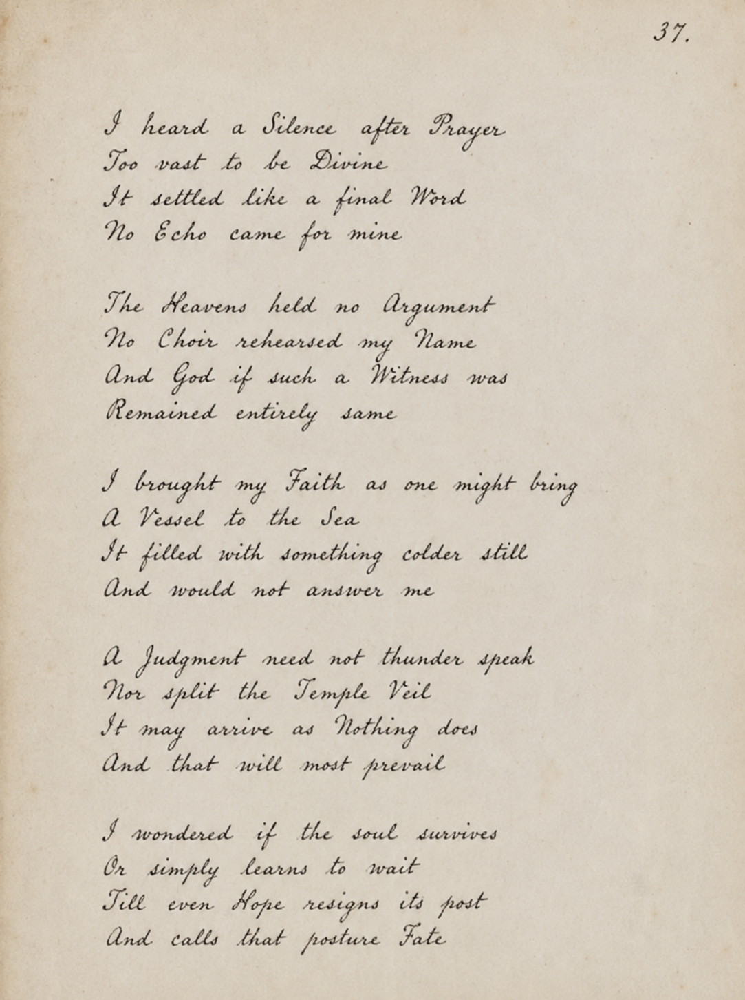 37.
I heard a Silence after Prayer
Too vast to be Divine
It settled like a final Word
No Echo came for mine
The Heavens held no Argument
No Choir rehearsed my Name
And God if such a Witness was
Remained entirely same
I brought my Faith as one might bring
A Vessel to the Sea
It filled with something colder still
And would not answer me
A Judgment need not thunder speak
Nor split the Temple Veil
It may arrive as Nothing does
And that will most prevail
I wondered if the soul survives
Or simply learns to wait
Till even Hope resigns its post
And calls that posture Fate